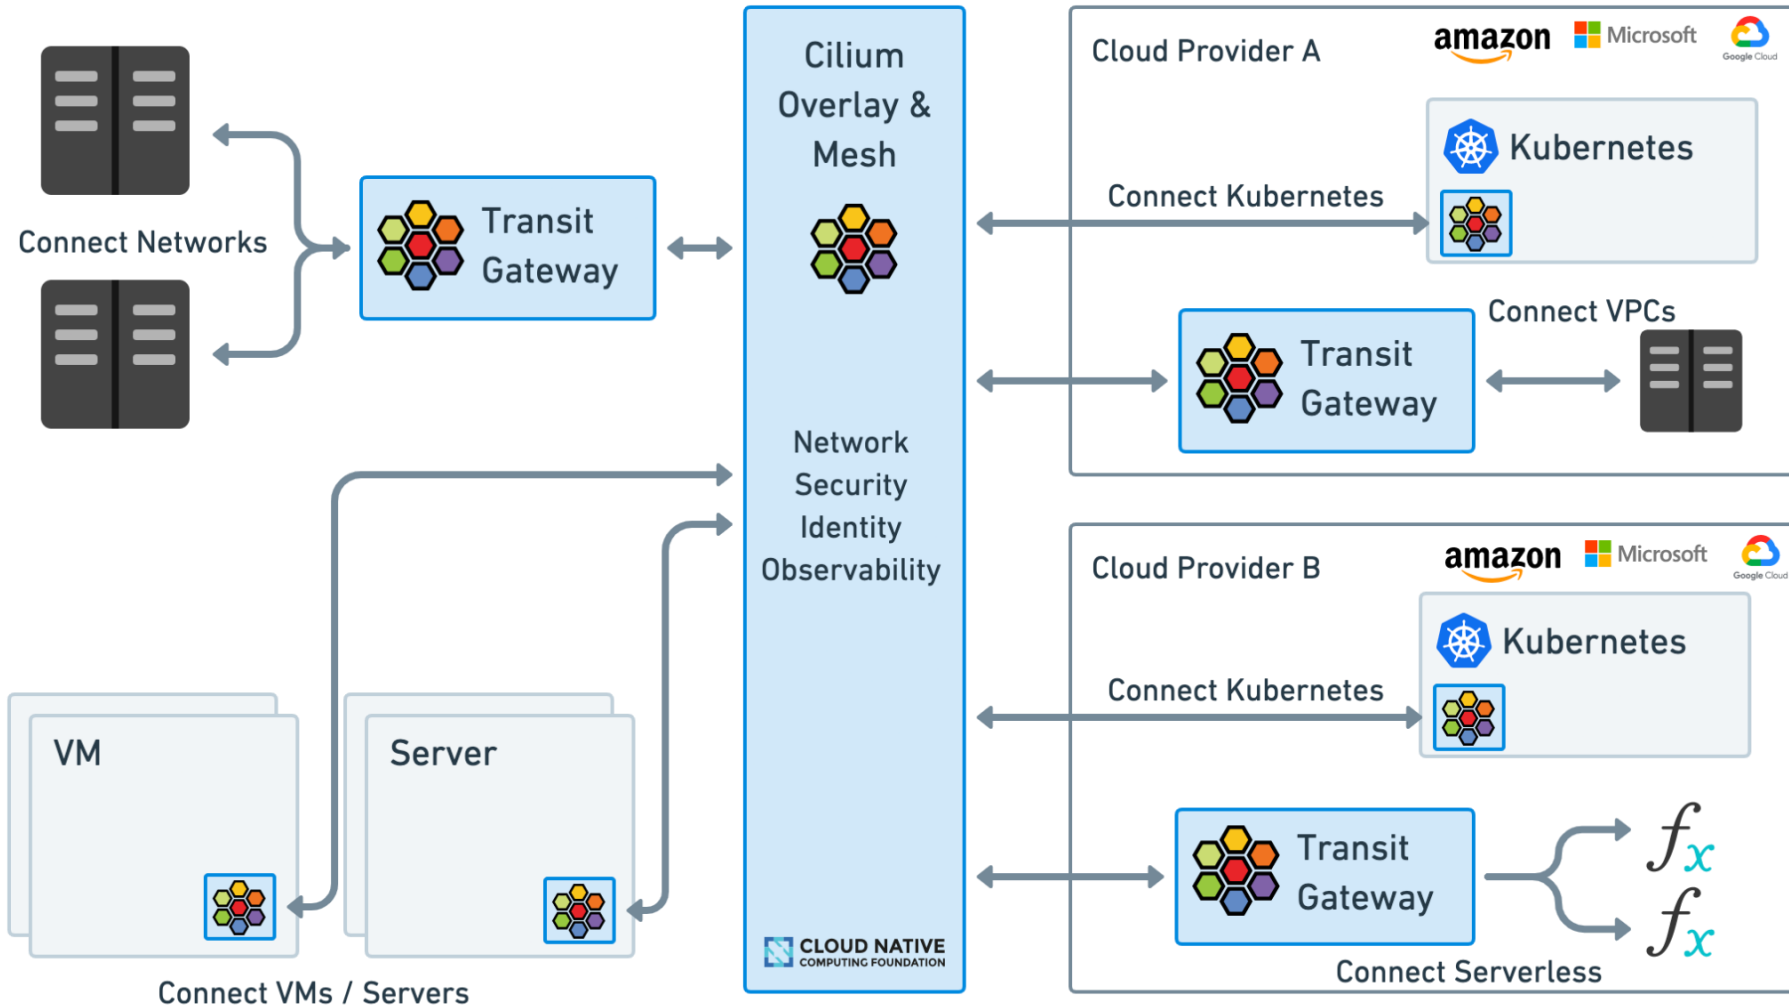 Connect Networks
Transit
Gateway
VM
Server
Connect VMs / Servers
Cilium
Overlay &
Mesh
Network
Security
Identity
Observability
CLOUD NATIVE
COMPUTING FOUNDATION
Cloud Provider A
amazon
Microsoft
Google Cloud
Kubernetes
Connect Kubernetes
Transit
Gateway
Connect VPCs
Cloud Provider B
amazon
Microsoft
Google Cloud
Kubernetes
Connect Kubernetes
Transit
Gateway
fx
fx
Connect Serverless